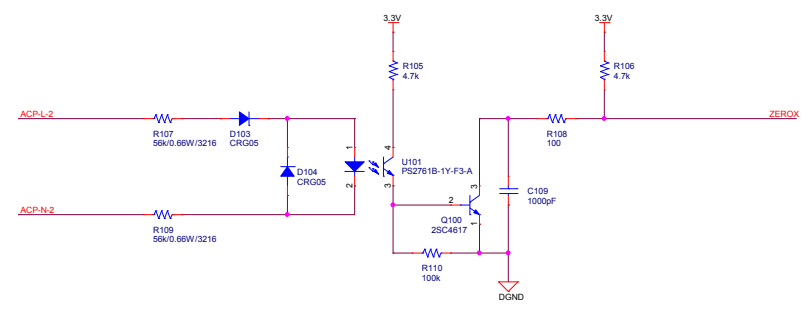 3.3V
3.3V
R105
4.7k
R106
4.7k
ACP-L-2
ZEROX
R107
56k/0.66W/3216
D103
CRG05
R108
100
1
4
U101
PS2761B-1Y-F3-A
D104
CRG05
2
3
2
3
C109
1000pF
ACP-N-2
R109
56k/0.66W/3216
Q100
2SC4617
1
R110
100k
DGND